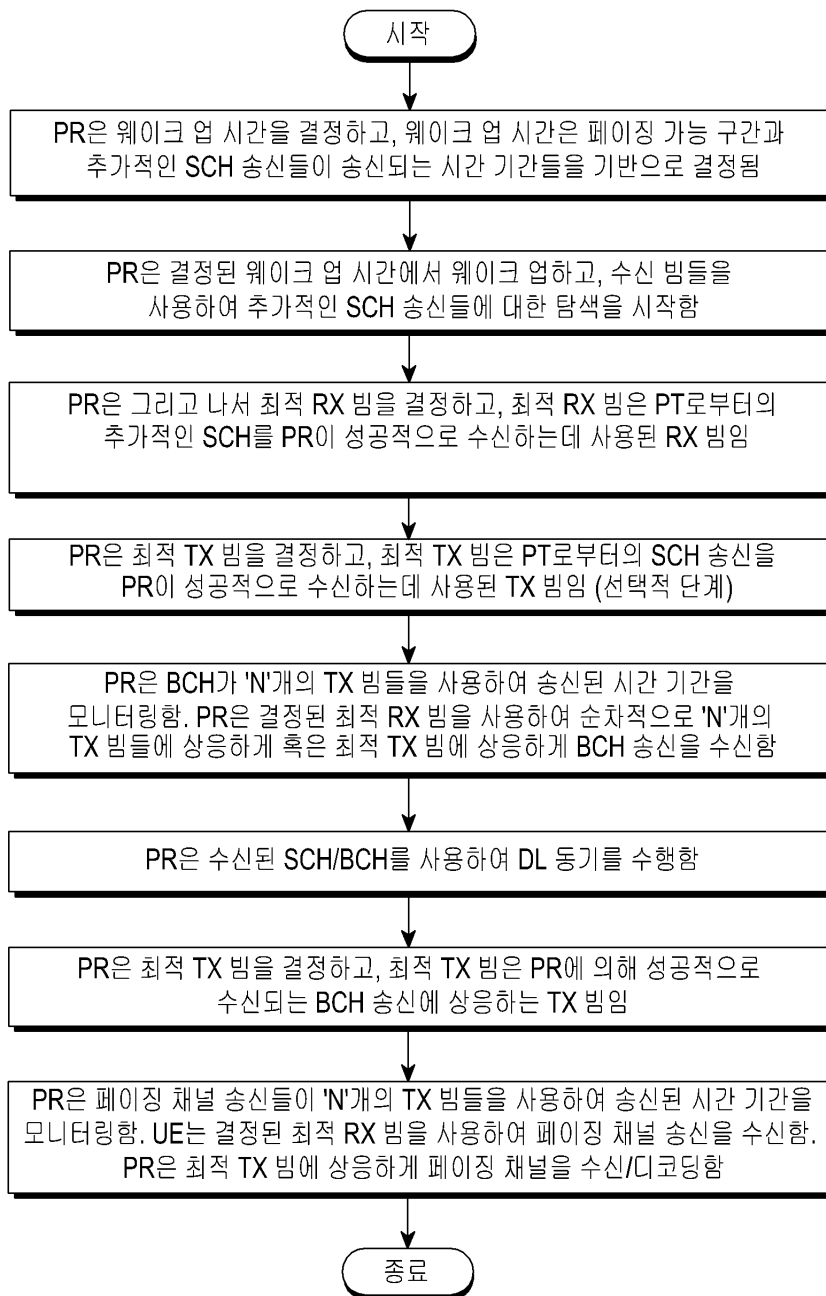 시작
PR은 웨이크 업 시간을 결정하고, 웨이크 업 시간은 페이징 가능 구간과
추가적인 SCH 송신들이 송신되는 시간 기간들을 기반으로 결정됨
PR은 결정된 웨이크 업 시간에서 웨이크 업하고, 수신 빔들을
사용하여 추가적인 SCH 송신들에 대한 탐색을 시작함
PR은 그리고 나서 최적 RX 빔을 결정하고, 최적 RX 빔은 PT로부터의
추가적인 SCH를 PR이 성공적으로 수신하는데 사용된 RX 빔임
PR은 최적 TX 빔을 결정하고, 최적 TX 빔은 PT로부터의 SCH 송신을
PR이 성공적으로 수신하는데 사용된 TX 빔임 (선택적 단계)
PR은 BCH가 'N'개의 TX 빔들을 사용하여 송신된 시간 기간을
모니터링함. PR은 결정된 최적 RX 빔을 사용하여 순차적으로 'N'개의
TX 빔들에 상응하게 혹은 최적 TX 빔에 상응하게 BCH 송신을 수신함
PR은 수신된 SCH/BCH를 사용하여 DL 동기를 수행함
PR은 최적 TX 빔을 결정하고, 최적 TX 빔은 PR에 의해 성공적으로
수신되는 BCH 송신에 상응하는 TX 빔임
PR은 페이징 채널 송신들이 'N'개의 TX 빔들을 사용하여 송신된 시간 기간을
모니터링함. UE는 결정된 최적 RX 빔을 사용하여 페이징 채널 송신을 수신함.
PR은 최적 TX 빔에 상응하게 페이징 채널을 수신/디코딩함
종료